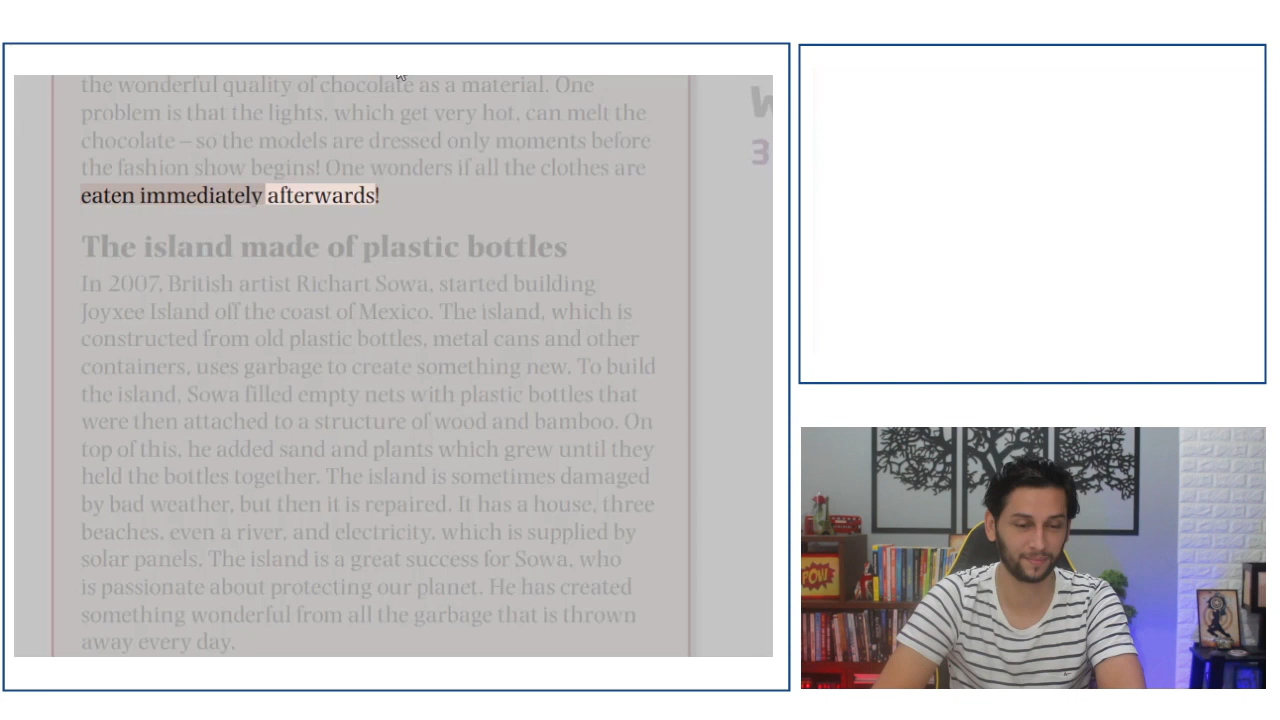 the wonderful quality of chocolate as a material. One
problem is that the lights, which get very hot, can melt the
chocolate – so the models are dressed only moments before
the fashion show begins! One wonders if all the clothes are
eaten immediately afterwards!
The island made of plastic bottles
In 2007, British artist Richart Sowa, started building
Joyxee Island off the coast of Mexico. The island, which is
constructed from old plastic bottles, metal cans and other
containers, uses garbage to create something new. To build
the island, Sowa filled empty nets with plastic bottles that
were then attached to a structure of wood and bamboo. On
top of this, he added sand and plants which grew until they
held the bottles together. The island is sometimes damaged
by bad weather, but then it is repaired. It has a house, three
beaches, even a river, and electricity, which is supplied by
solar panels. The island is a great success for Sowa, who
is passionate about protecting our planet. He has created
something wonderful from all the garbage that is thrown
away every day.
W
3
POW